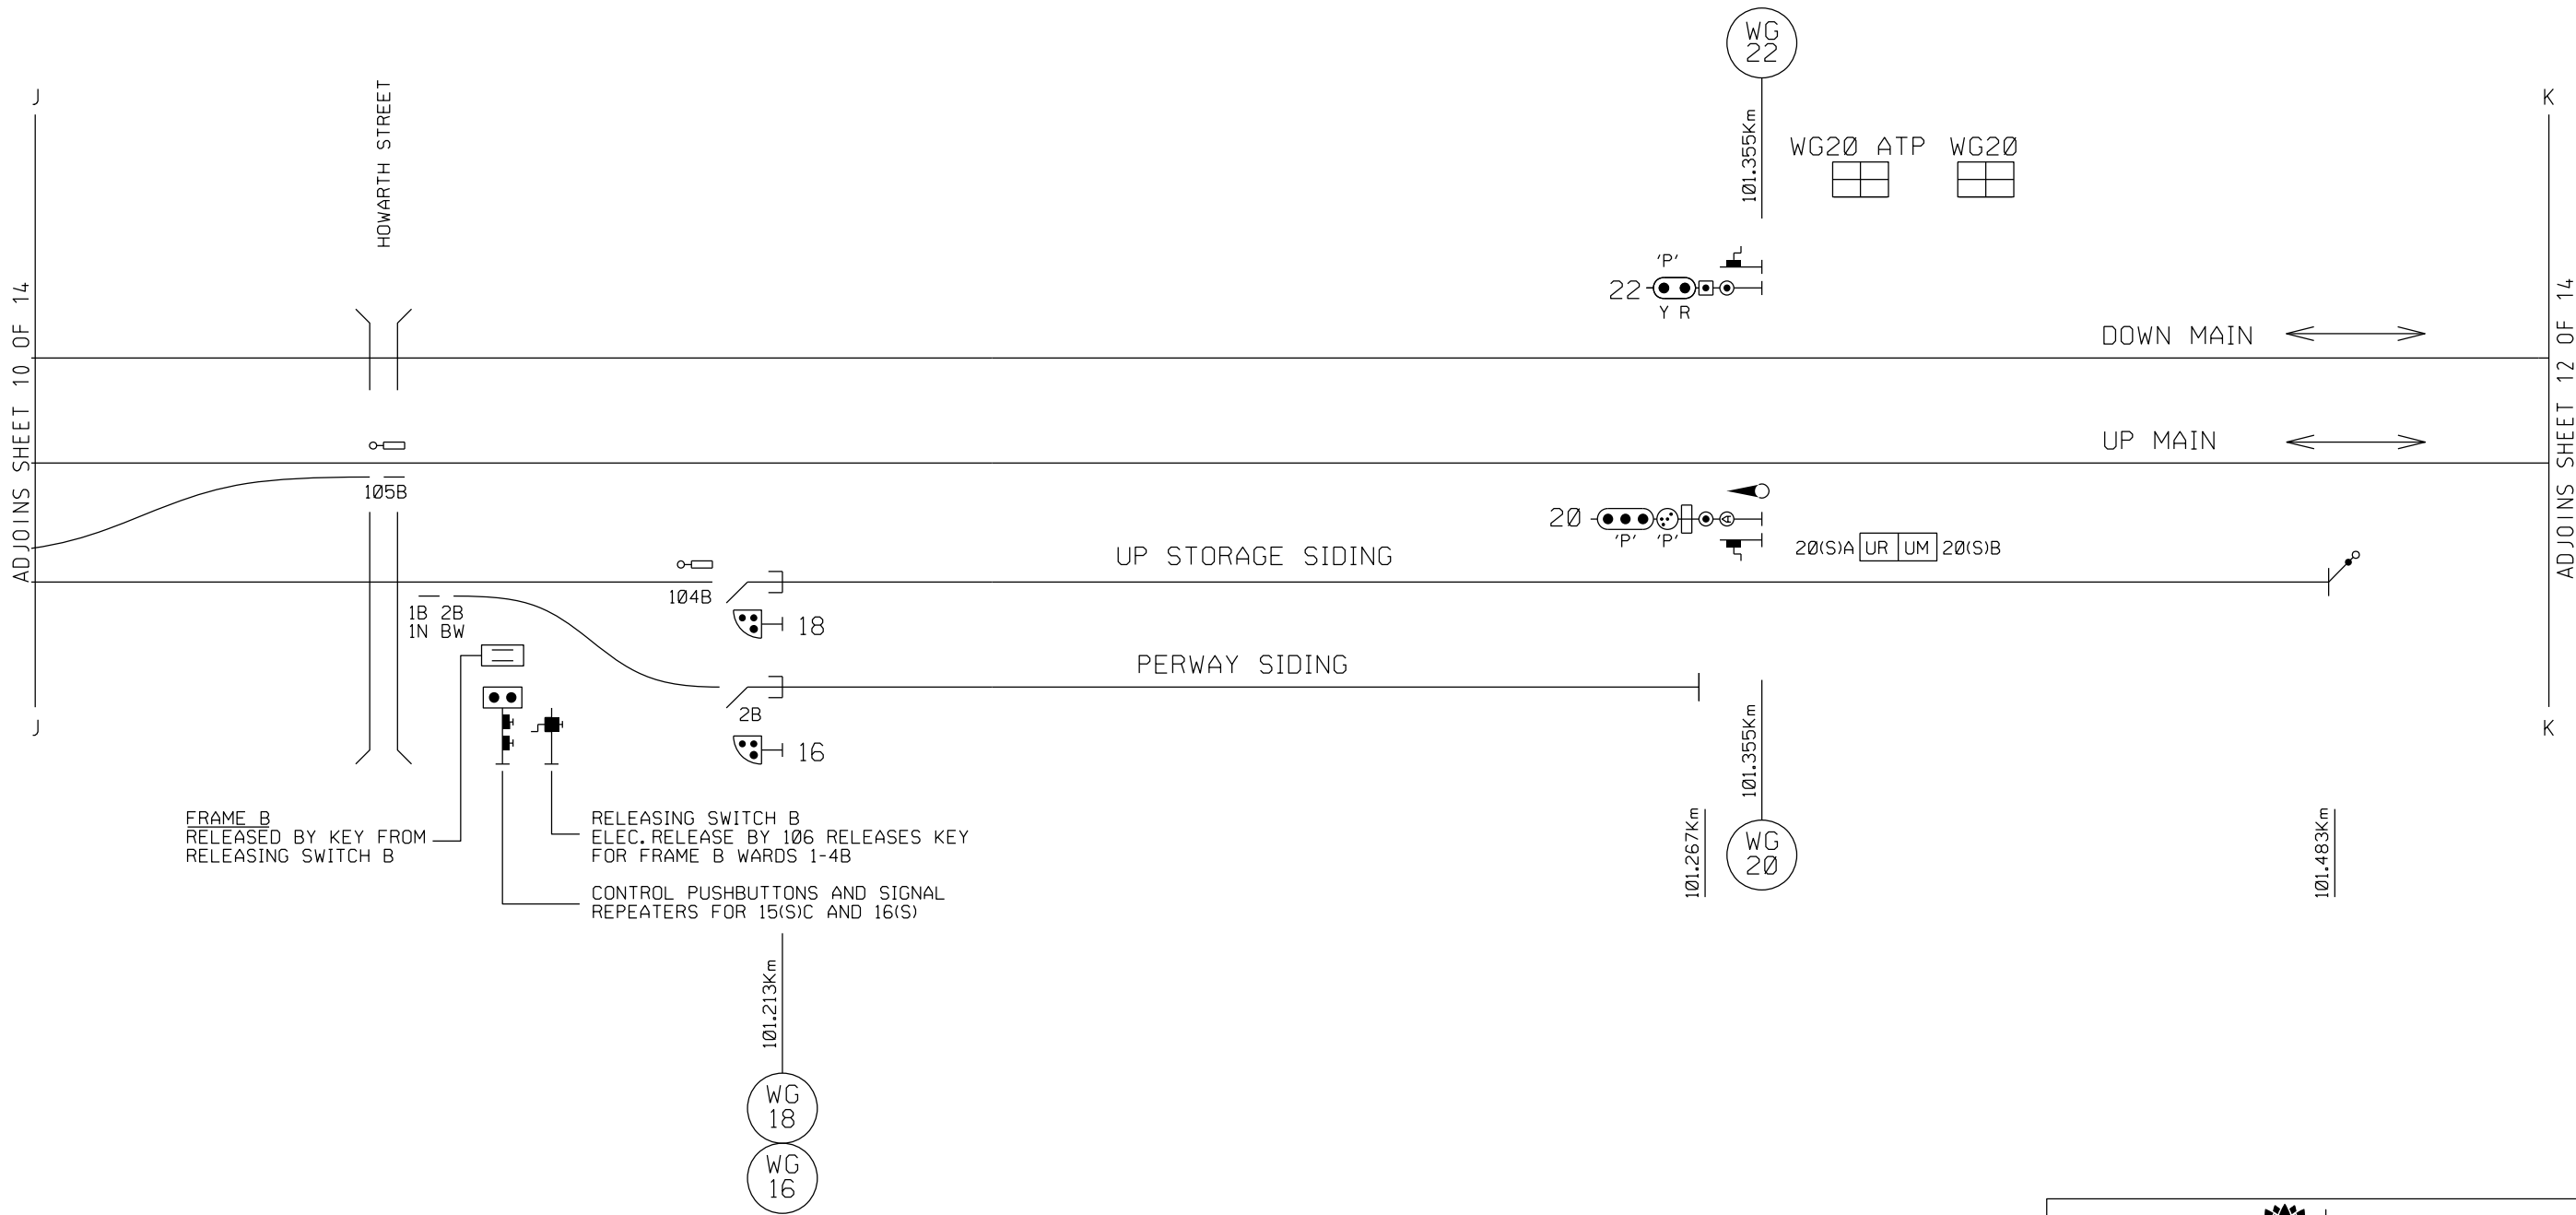 WG
22
J
K
HOWARTH STREET
101.355Km
WG20 ATP
WG20
ADJOINS SHEET 10 OF 14
ADJOINS SHEET 12 OF 14
'P'
22
Y R
DOWN MAIN
UP MAIN
105B
20
'P' 'P'
A
20(S)A UR UM 20(S)B
UP STORAGE SIDING
104B
1B 2B
1N BW
18
PERWAY SIDING
2B
16
J
K
101.355Km
FRAME B
RELEASED BY KEY FROM
RELEASING SWITCH B
RELEASING SWITCH B
ELEC. RELEASE BY 106 RELEASES KEY
FOR FRAME B WARDS 1-4B
CONTROL PUSHBUTTONS AND SIGNAL
REPEATERS FOR 15(S)C AND 16(S)
101.267Km
WG
20
101.483Km
101.213Km
WG
18
WG
16